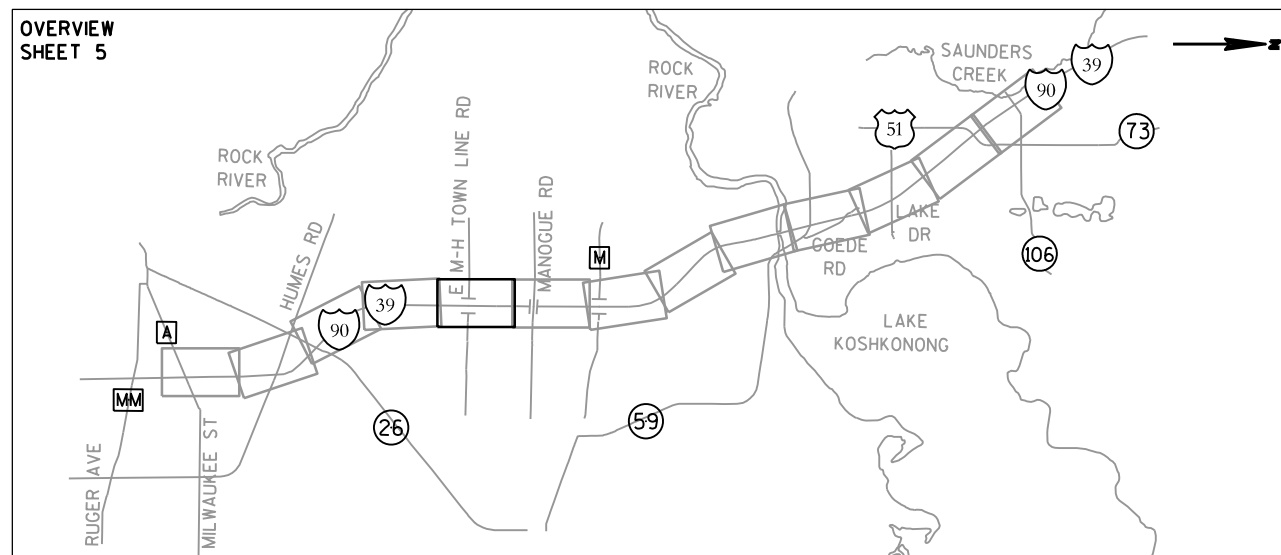 OVERVIEW
SHEET 5
ROCK
RIVER
ROCK
RIVER
SAUNDERS
CREEK
39
90
51
73
Z
E M-H TOWN LINE RD
MANOGUE RD
HUMES RD
M
39
90
A
MM
GOEDE
RD
LAKE
DR
106
LAKE
KOSHKONONG
26
59
RUGER AVE
MILWAUKEE ST